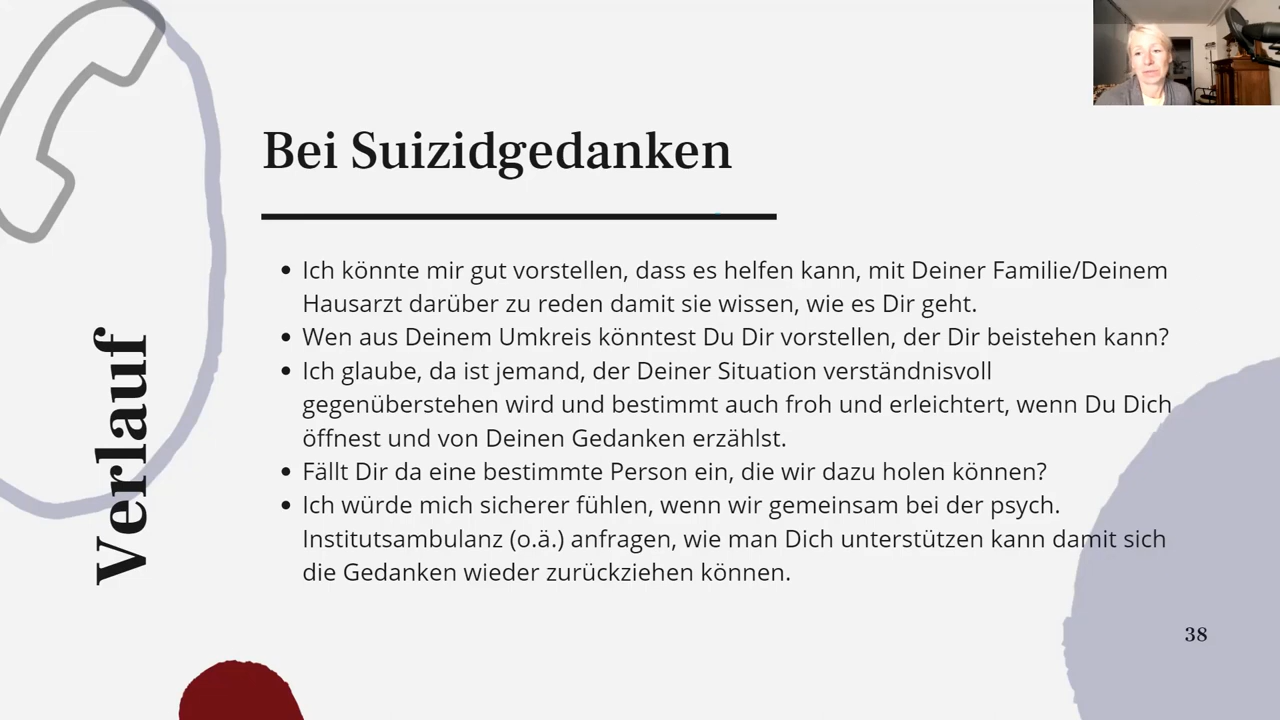 Bei Suizidgedanken
Ich könnte mir gut vorstellen, dass es helfen kann, mit Deiner Familie/Deinem
Hausarzt darüber zu reden damit sie wissen, wie es Dir geht.
Wen aus Deinem Umkreis könntest Du Dir vorstellen, der Dir beistehen kann?
Ich glaube, da ist jemand, der Deiner Situation verständnisvoll
gegenüberstehen wird und bestimmt auch froh und erleichtert, wenn Du Dich
öffnest und von Deinen Gedanken erzählst.
Fällt Dir da eine bestimmte Person ein, die wir dazu holen können?
Ich würde mich sicherer fühlen, wenn wir gemeinsam bei der psych.
Institutsambulanz (o.ä.) anfragen, wie man Dich unterstützen kann damit sich
die Gedanken wieder zurückziehen können.
Verlauf
38